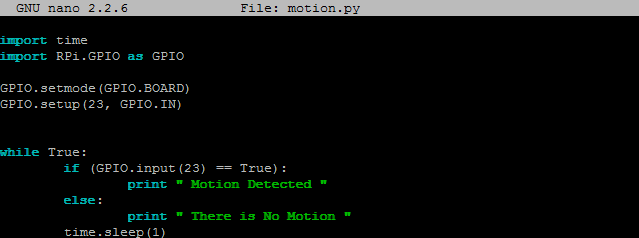 GNU nano 2.2.6 File: motion.py
import time
import RPi.GPIO as GPIO
GPIO.setmode(GPIO.BOARD)
GPIO.setup(23, GPIO.IN)
while True:
        if (GPIO.input(23) == True):
                print " Motion Detected "
        else:
                print " There is No Motion "
        time.sleep(1)